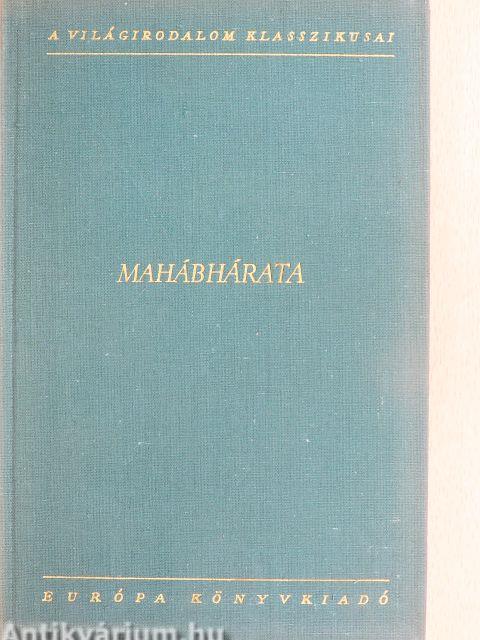 A VILÁGIRODALOM KLASSZIKUSAI
MAHÁBHÁRATA
EURÓPA KÖNYVKIADÓ
Antikvárium.hu